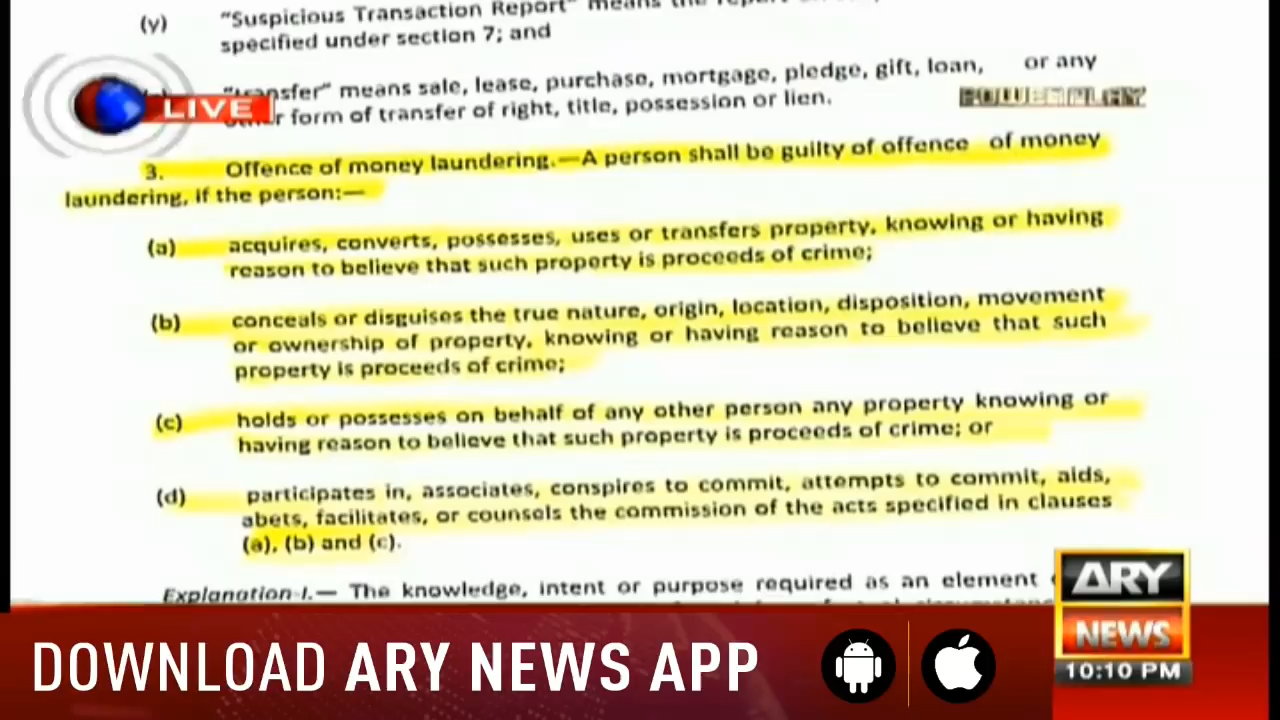 (y) "Suspicious Transaction Report" means the report on
specified under section 7; and
"transfer" means sale, lease, purchase, mortgage, pledge, gift, loan, or any
other form of transfer of right, title, possession or lien.
LIVE
POWERPLAY
3. Offence of money laundering.—A person shall be guilty of offence of money
laundering, if the person:—
(a) acquires, converts, possesses, uses or transfers property, knowing or having
reason to believe that such property is proceeds of crime;
(b) conceals or disguises the true nature, origin, location, disposition, movement
or ownership of property, knowing or having reason to believe that such
property is proceeds of crime;
(c) holds or possesses on behalf of any other person any property knowing or
having reason to believe that such property is proceeds of crime; or
(d) participates in, associates, conspires to commit, attempts to commit, aids,
abets, facilitates, or counsels the commission of the acts specified in clauses
(a), (b) and (c).
Explanation-I.— The knowledge, intent or purpose required as an element
DOWNLOAD ARY NEWS APP
ARY
NEWS
10:10 PM